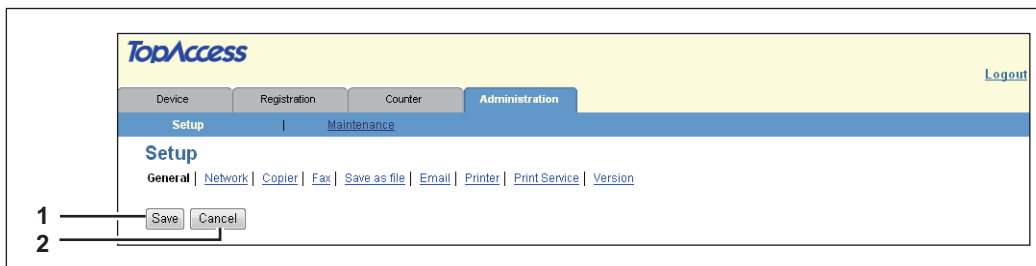 TopAccess
Logout
Device Registration Counter Administration
Setup | Maintenance
Setup
General | Network | Copier | Fax | Save as file | Email | Printer | Print Service | Version
1 Save Cancel
2